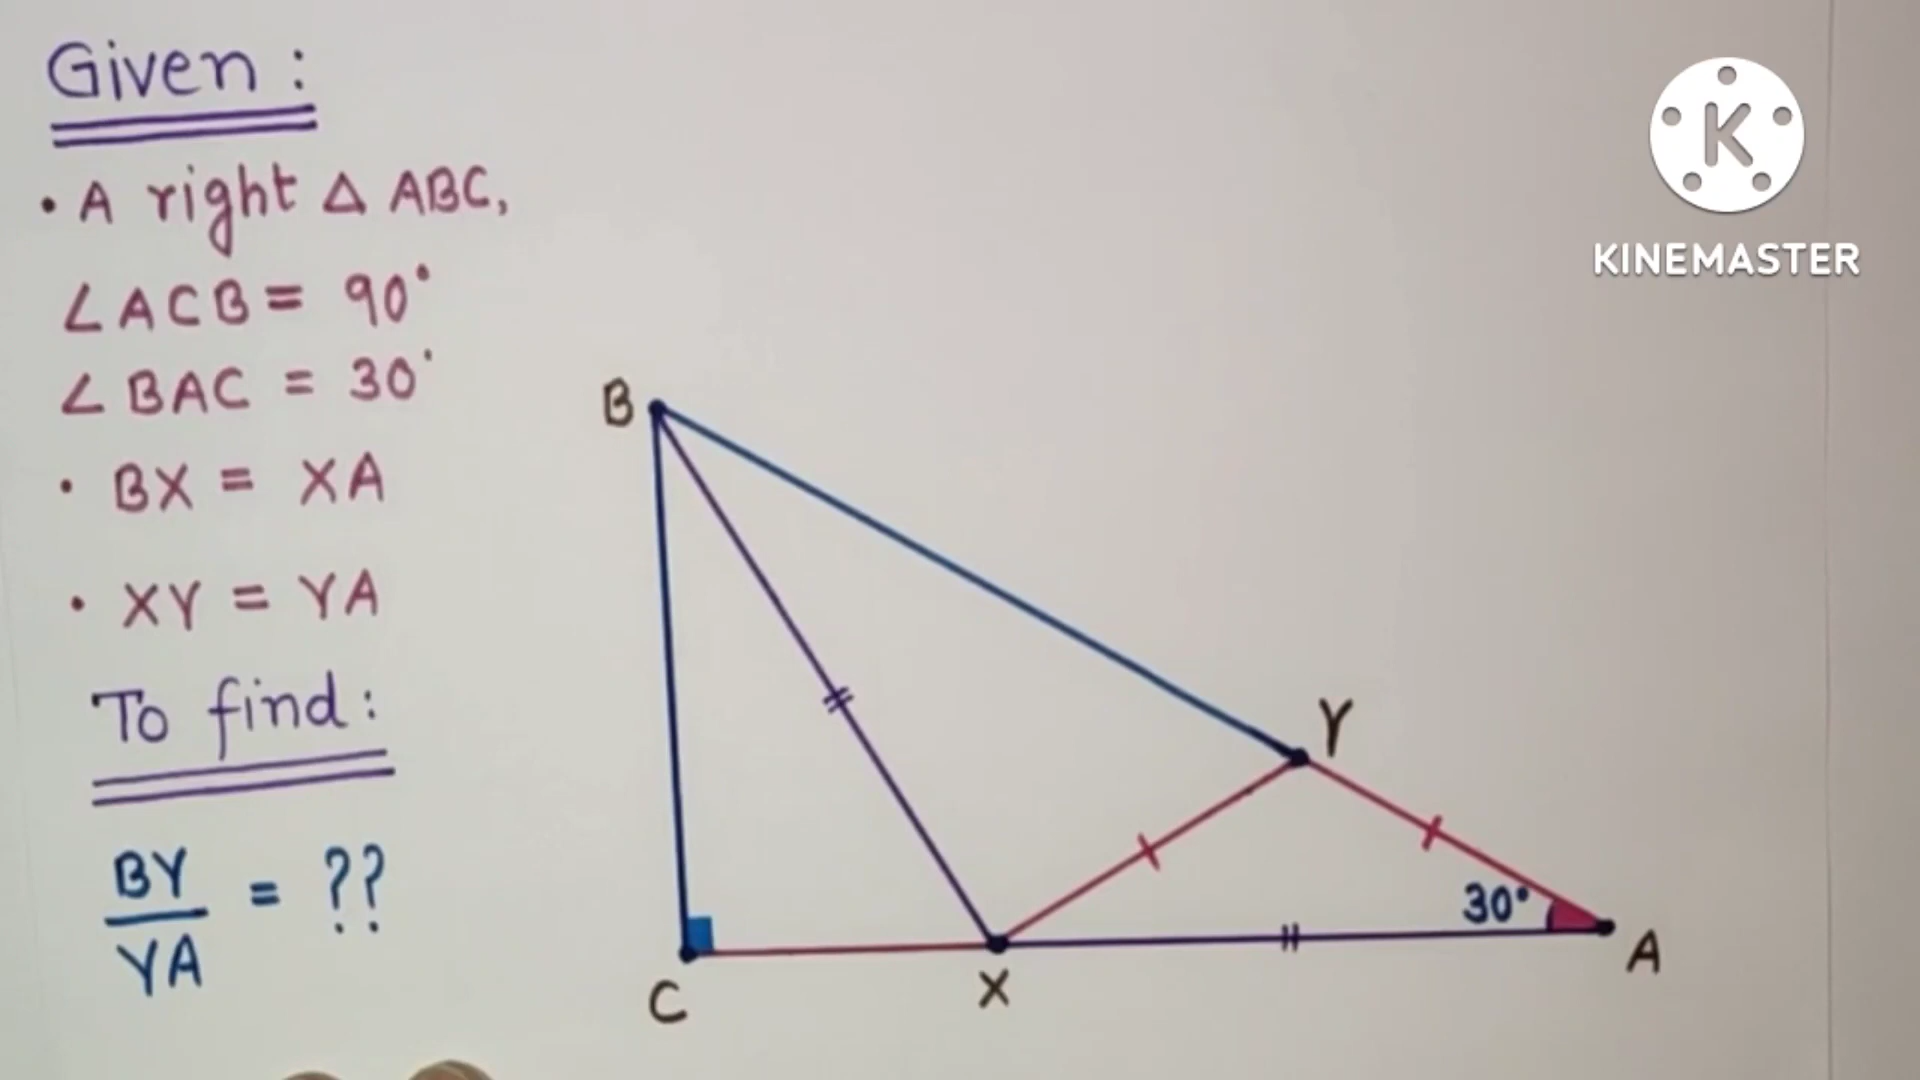 Given :
• A right △ ABC,
∠ACB = 90°
∠BAC = 30°
• BX = XA
• XY = YA
To find :
BY
YA
= ??
B
Y
30°
A
C
X
K
KINEMASTER